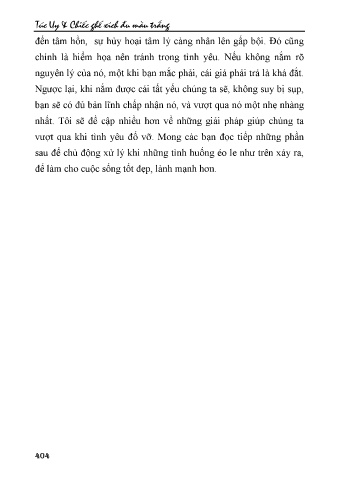 Túc Uy & Chiếc ghế xích đu màu trắng
đến tâm hồn, sự hủy hoại tâm lý càng nhân lên gấp bội. Đó cũng
chính là hiểm họa nên tránh trong tình yêu. Nếu không nắm rõ
nguyên lý của nó, một khi bạn mắc phải, cái giá phải trả là khá đắt.
Ngược lại, khi nắm được cái tất yếu chúng ta sẽ, không suy bị sụp,
bạn sẽ có đủ bản lĩnh chấp nhận nó, và vượt qua nó một nhẹ nhàng
nhất. Tôi sẽ đề cập nhiều hơn về những giải pháp giúp chúng ta
vượt qua khi tình yêu đổ vỡ. Mong các bạn đọc tiếp những phần
sau để chủ động xử lý khi những tình huống éo le như trên xảy ra,
để làm cho cuộc sống tốt đẹp, lành mạnh hơn.
404